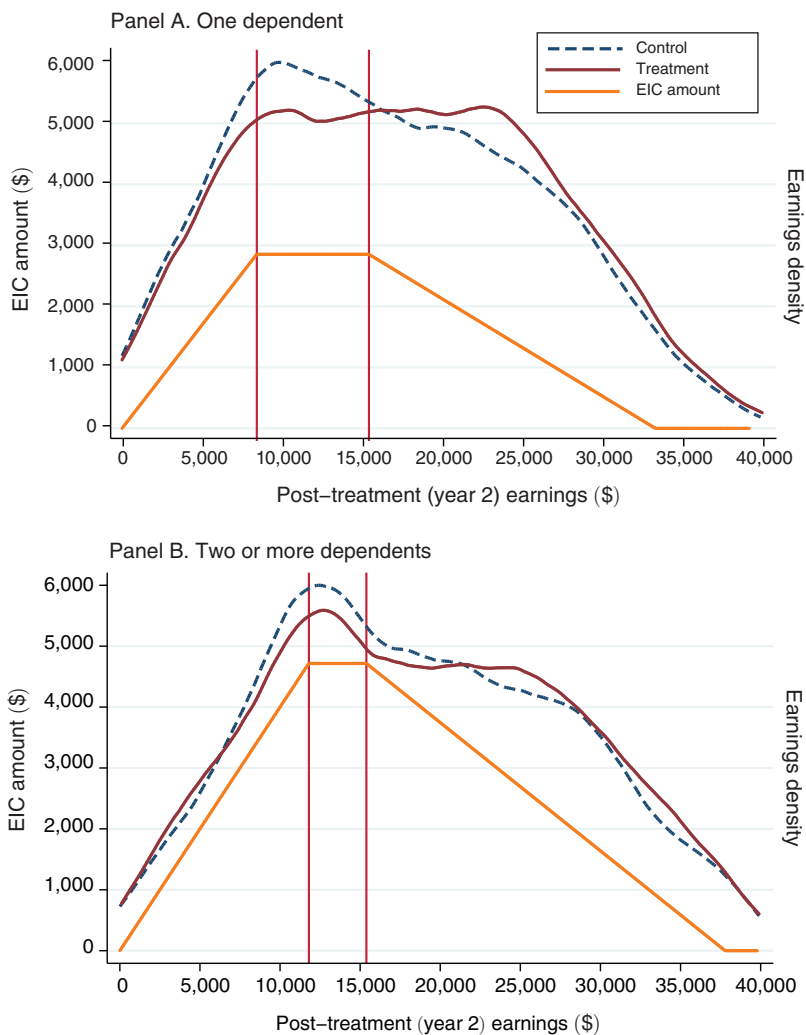 Panel A. One dependent
Control
Treatment
EIC amount
6,000
5,000
4,000
3,000
2,000
1,000
0
EIC amount ($)
Earnings density
0 5,000 10,000 15,000 20,000 25,000 30,000 35,000 40,000
Post–treatment (year 2) earnings ($)
Panel B. Two or more dependents
6,000
5,000
4,000
3,000
2,000
1,000
0
EIC amount ($)
Earnings density
0 5,000 10,000 15,000 20,000 25,000 30,000 35,000 40,000
Post–treatment (year 2) earnings ($)